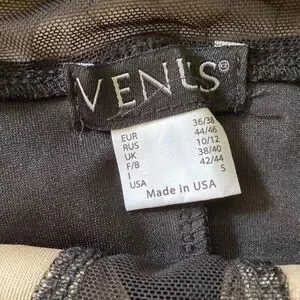 VENUS®
EUR 36/38
RUS 44/46
UK 10/12
F/B 38/40
I 42/44
USA S
Made in USA